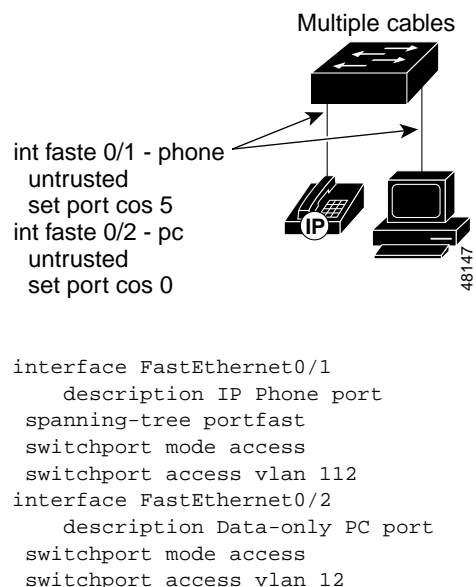 Multiple cables
int faste 0/1 - phone
untrusted
set port cos 5
int faste 0/2 - pc
untrusted
set port cos 0
IP
48147
interface FastEthernet0/1
description IP Phone port
spanning-tree portfast
switchport mode access
switchport access vlan 112
interface FastEthernet0/2
description Data-only PC port
switchport mode access
switchport access vlan 12